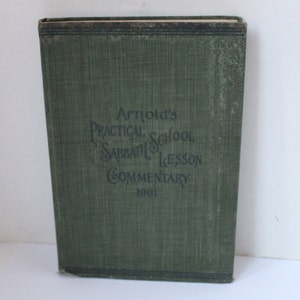 Arnold's
PRACTICAL
SABBATH SCHOOL
LESSON
COMMENTARY
1901